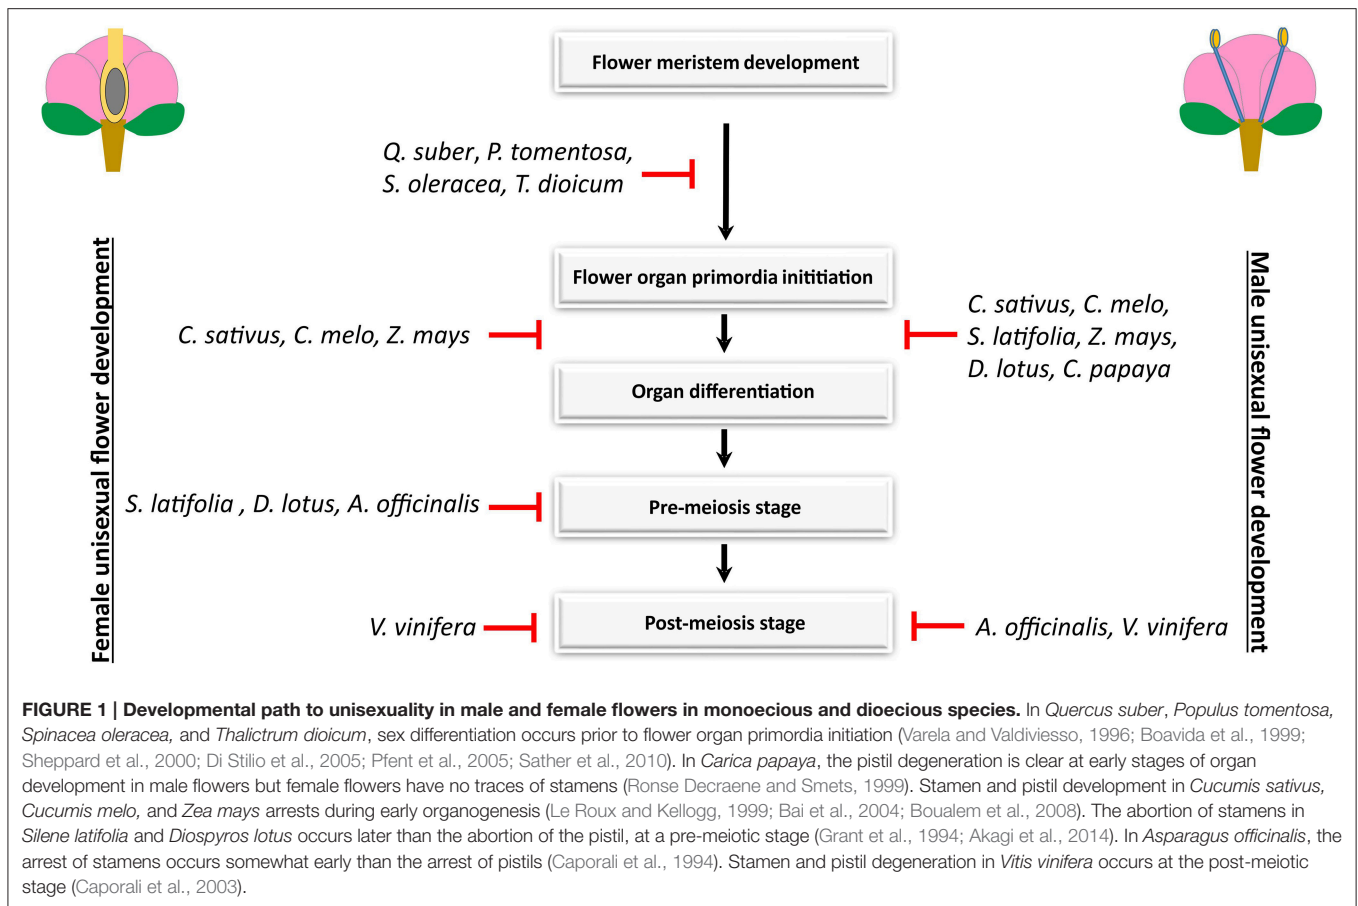 Flower meristem development
Q. suber, P. tomentosa,
S. oleracea, T. dioicum
Female unisexual flower development
Flower organ primordia inititiation
C. sativus, C. melo, Z. mays
C. sativus, C. melo,
S. latifolia, Z. mays,
D. lotus, C. papaya
Male unisexual flower development
Organ differentiation
S. latifolia , D. lotus, A. officinalis
Pre-meiosis stage
V. vinifera
Post-meiosis stage
A. officinalis, V. vinifera
FIGURE 1 | Developmental path to unisexuality in male and female flowers in monoecious and dioecious species. In Quercus suber, Populus tomentosa,
Spinacea oleracea, and Thalictrum dioicum, sex differentiation occurs prior to flower organ primordia initiation (Varela and Valdiviesso, 1996; Boavida et al., 1999;
Sheppard et al., 2000; Di Stilio et al., 2005; Pfent et al., 2005; Sather et al., 2010). In Carica papaya, the pistil degeneration is clear at early stages of organ
development in male flowers but female flowers have no traces of stamens (Ronse Decraene and Smets, 1999). Stamen and pistil development in Cucumis sativus,
Cucumis melo, and Zea mays arrests during early organogenesis (Le Roux and Kellogg, 1999; Bai et al., 2004; Boualem et al., 2008). The abortion of stamens in
Silene latifolia and Diospyros lotus occurs later than the abortion of the pistil, at a pre-meiotic stage (Grant et al., 1994; Akagi et al., 2014). In Asparagus officinalis, the
arrest of stamens occurs somewhat early than the arrest of pistils (Caporali et al., 1994). Stamen and pistil degeneration in Vitis vinifera occurs at the post-meiotic
stage (Caporali et al., 2003).